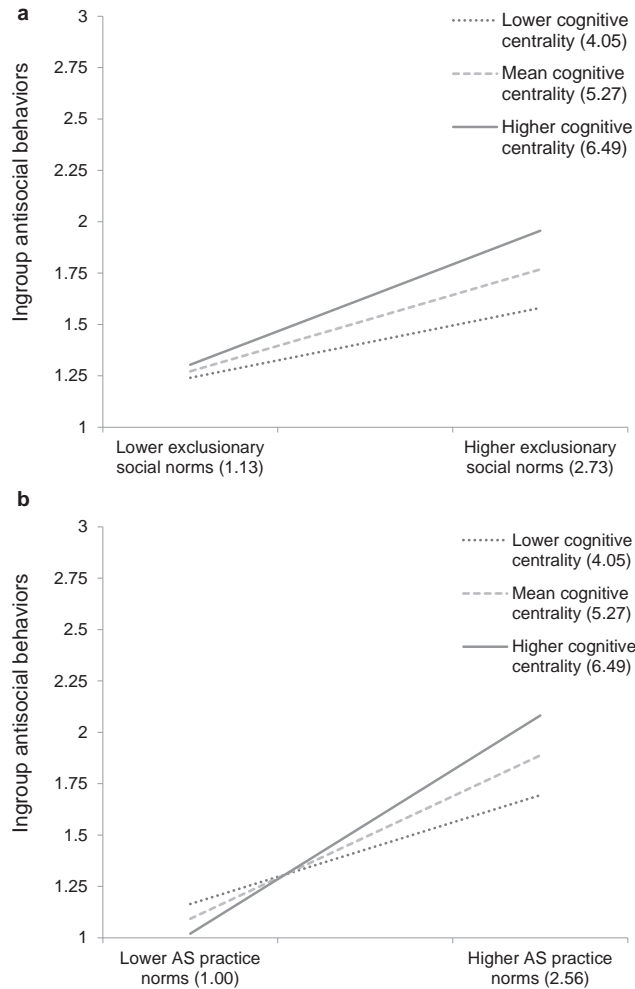 a
Ingroup antisocial behaviors
3
2.75
2.5
2.25
2
1.75
1.5
1.25
1
Lower cognitive
centrality (4.05)
Mean cognitive
centrality (5.27)
Higher cognitive
centrality (6.49)
Lower exclusionary
social norms (1.13)
Higher exclusionary
social norms (2.73)
b
Ingroup antisocial behaviors
3
2.75
2.5
2.25
2
1.75
1.5
1.25
1
Lower cognitive
centrality (4.05)
Mean cognitive
centrality (5.27)
Higher cognitive
centrality (6.49)
Lower AS practice
norms (1.00)
Higher AS practice
norms (2.56)